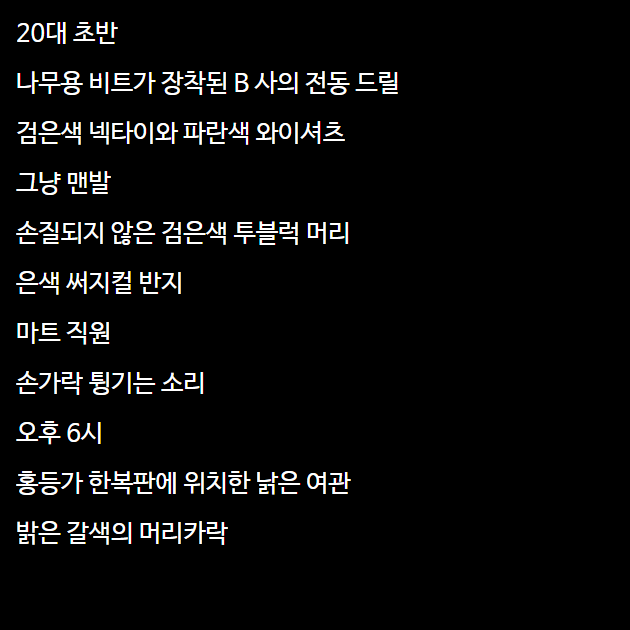 20대 초반
나무용 비트가 장착된 B 사의 전동 드릴
검은색 넥타이와 파란색 와이셔츠
그냥 맨발
손질되지 않은 검은색 투블럭 머리
은색 써지컬 반지
마트 직원
손가락 튕기는 소리
오후 6시
홍등가 한복판에 위치한 낡은 여관
밝은 갈색의 머리카락